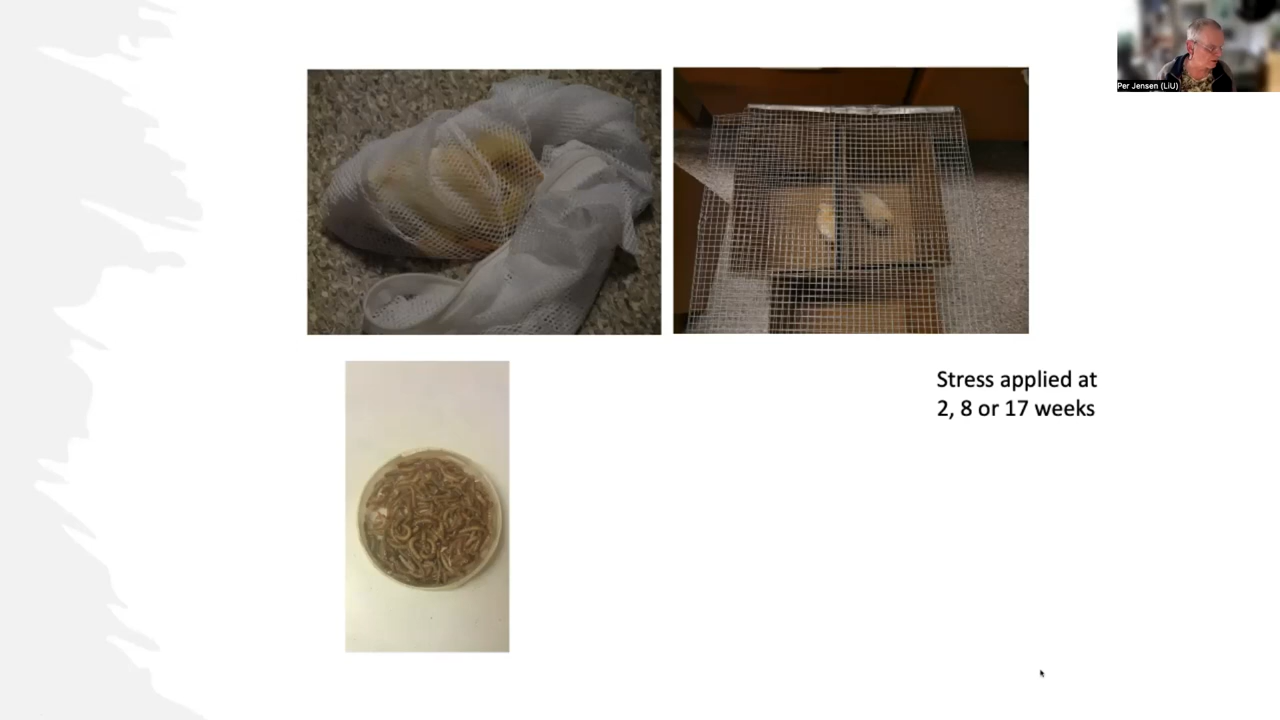 Per Jensen (LiU)
Stress applied at
2, 8 or 17 weeks